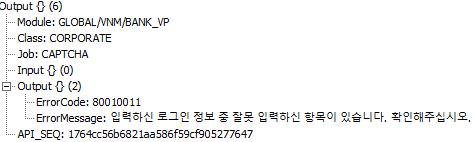 Output {} (6)
Module: GLOBAL/VNM/BANK_VP
Class: CORPORATE
Job: CAPTCHA
Input {} (0)
Output {} (2)
ErrorCode: 80010011
ErrorMessage: 입력하신 로그인 정보 중 잘못 입력하신 항목이 있습니다. 확인해주십시오.
API_SEQ: 1764cc56b6821aa586f59cf905277647